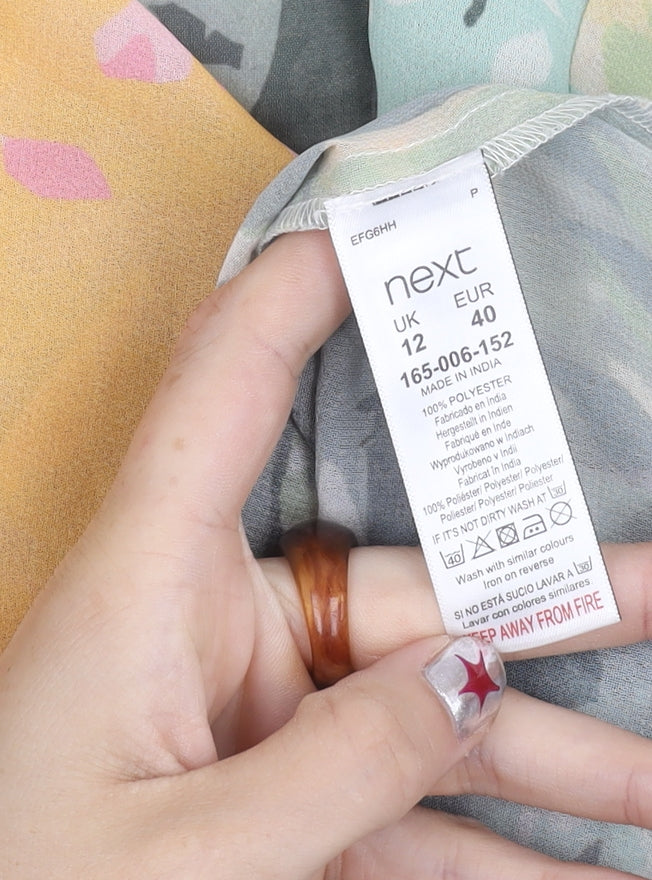 P
EFG6HH
next
UK EUR
12 40
165-006-152
MADE IN INDIA
100% POLYESTER
Fabricado en India
Hergestellt in Indien
Fabriqué en Inde
Wyprodukowano w Indiach
Vyrobeno v Indii
Fabricat în India
100% Poliéster/ Polyester/ Polyester/
Poliester/ Polyester/ Poliester
IF IT'S NOT DIRTY WASH AT 30
40
Wash with similar colours
Iron on reverse
SI NO ESTÁ SUCIO LAVAR A 30
Lavar con colores similares.
KEEP AWAY FROM FIRE